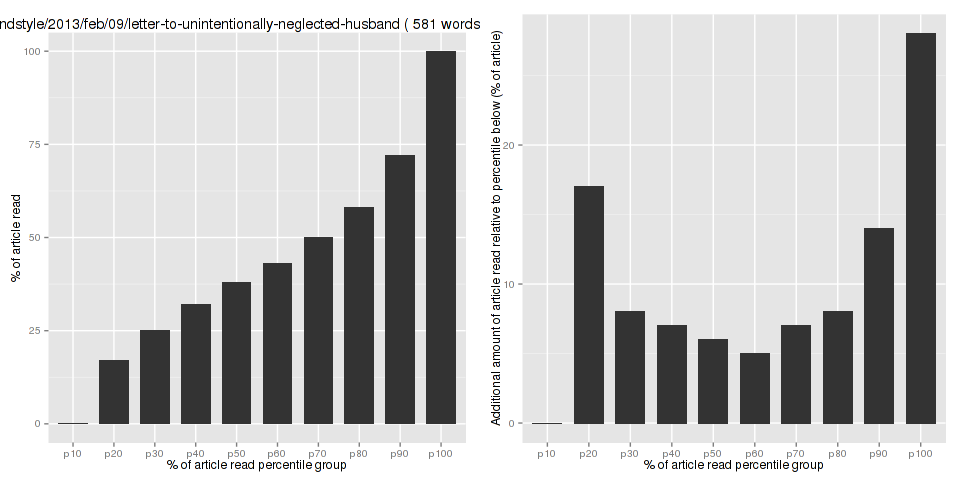 ndstyle/2013/feb/09/letter-to-unintentionally-neglected-husband ( 581 words
% of article read
100
75
50
25
0
p10 p20 p30 p40 p50 p60 p70 p80 p90 p100
% of article read percentile group
Additional amount of article read relative to percentile below (% of article)
20
10
0
p10 p20 p30 p40 p50 p60 p70 p80 p90 p100
% of article read percentile group